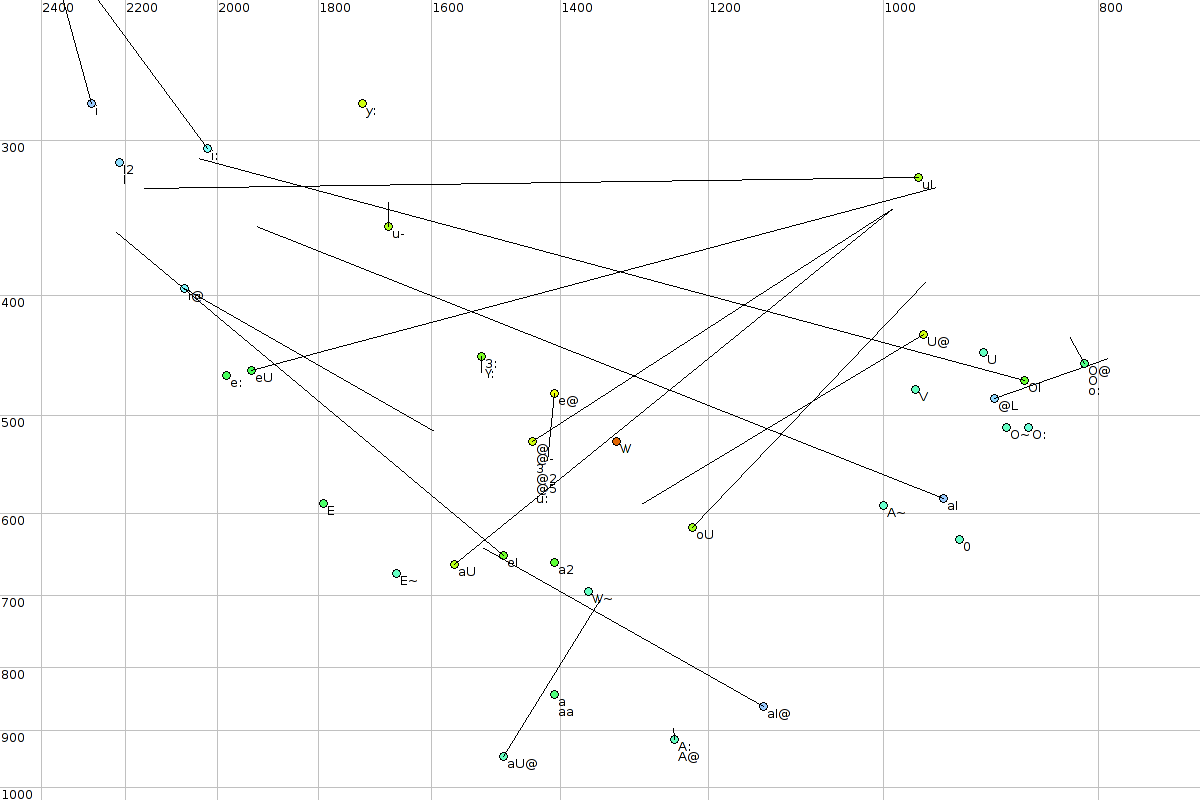 2400 2200 2000 1800 1600 1400 1200 1000 800
i
y:
300
i:
I2
I
uI
u-
i@
400
U@
3:
Y:
U
O@
O
o:
e:
eU
OI
V
e@
@L
500
@
@-
3
@2
@5
u:
W
O~
O:
E
aI
A~
600
oU
0
aU
eI
a2
E~
W~
700
800
a
aa
aI@
900
A:
A@
aU@
1000